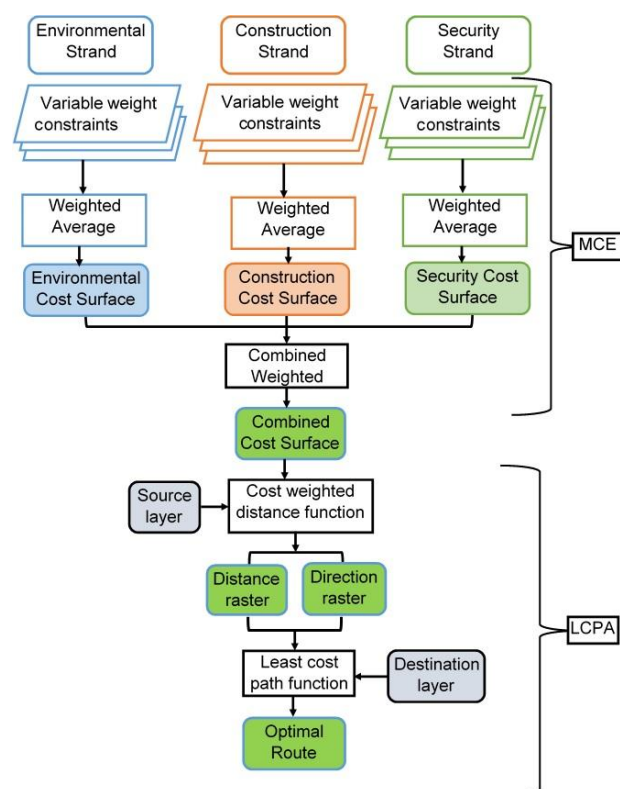 Environmental
Strand
Construction
Strand
Security
Strand
Variable weight
constraints
Variable weight
constraints
Variable weight
constraints
Weighted
Average
Weighted
Average
Weighted
Average
MCE
Environmental
Cost Surface
Construction
Cost Surface
Security Cost
Surface
Combined
Weighted
Combined
Cost Surface
Source
layer
Cost weighted
distance function
Distance
raster
Direction
raster
LCPA
Least cost
path function
Destination
layer
Optimal
Route